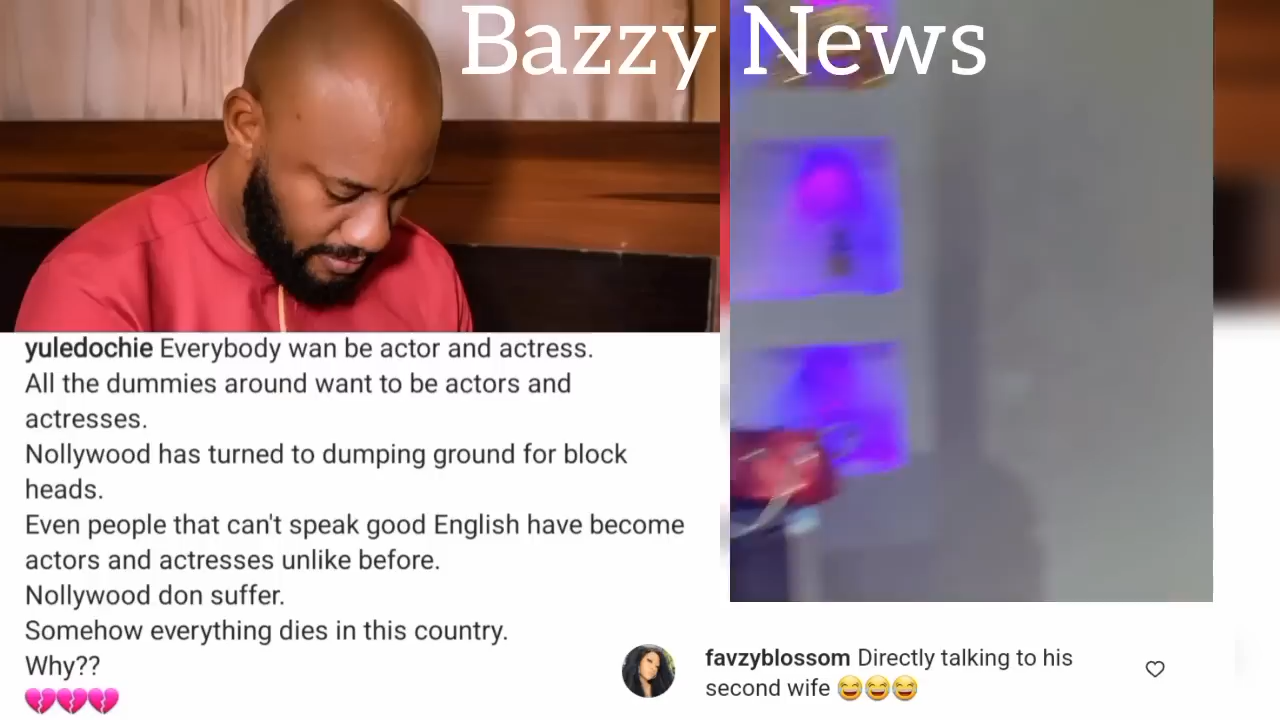 Bazzy News
yuledochie Everybody wan be actor and actress.
All the dummies around want to be actors and
actresses.
Nollywood has turned to dumping ground for block
heads.
Even people that can't speak good English have become
actors and actresses unlike before.
Nollywood don suffer.
Somehow everything dies in this country.
Why??
💔💔💔
favzyblossom Directly talking to his
second wife 😂😂😂